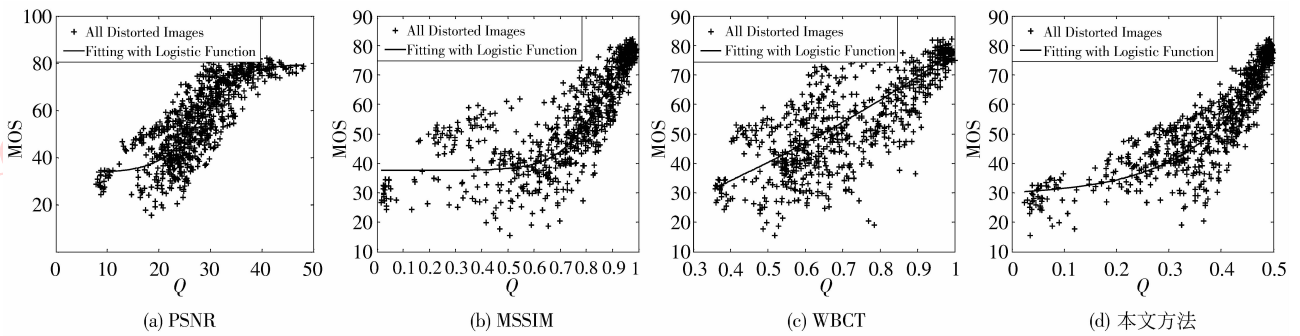 MOS
100
80
60
40
20
0 10 20 30 40 50
Q
All Distorted Images
Fitting with Logistic Function
(a) PSNR
MOS
90
80
70
60
50
40
30
20
10
0 0.1 0.2 0.3 0.4 0.5 0.6 0.7 0.8 0.9 1
Q
All Distorted Images
Fitting with Logistic Function
(b) MSSIM
MOS
90
80
70
60
50
40
30
20
10
0.3 0.4 0.5 0.6 0.7 0.8 0.9 1
Q
All Distorted Images
Fitting with Logistic Function
(c) WBCT
MOS
90
80
70
60
50
40
30
20
10
0 0.1 0.2 0.3 0.4 0.5
Q
All Distorted Images
Fitting with Logistic Function
(d) 本文方法